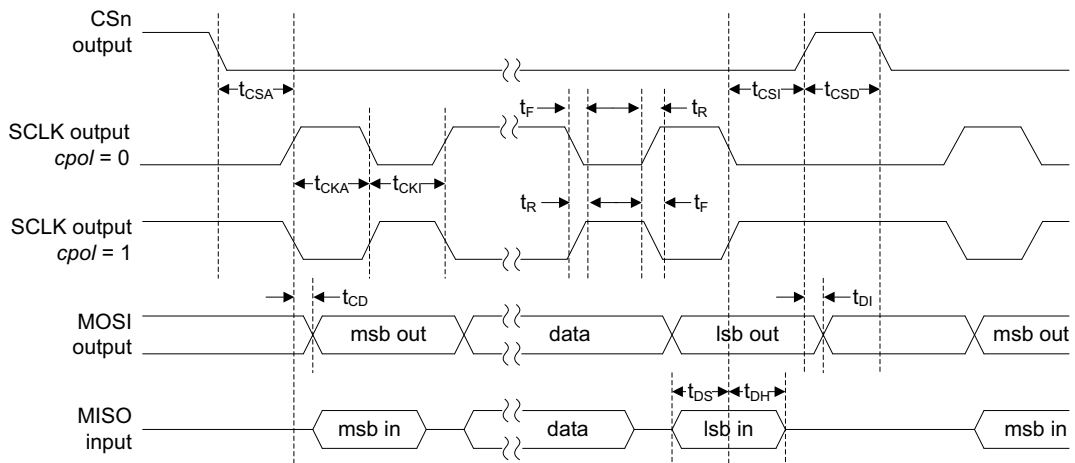 CSn
output
tCSA
tCSI
tCSD
tF
tR
SCLK output
cpol = 0
tCKA
tCKI
tR
tF
SCLK output
cpol = 1
tCD
tDI
MOSI
output
msb out
data
lsb out
msb out
tDS
tDH
MISO
input
msb in
data
lsb in
msb in